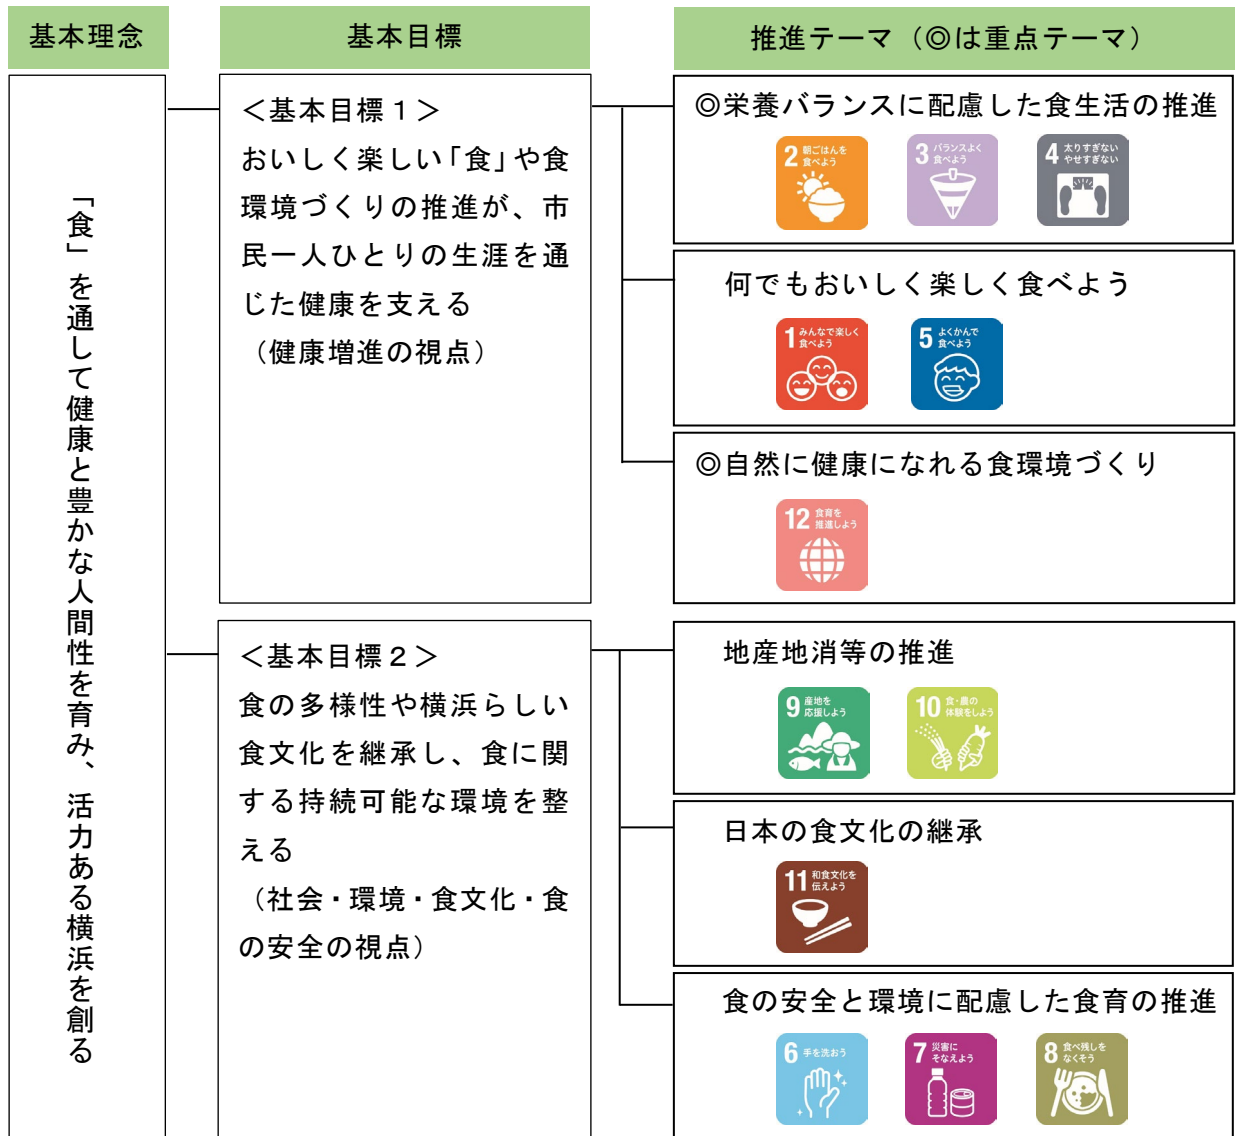 基本理念
基本目標
推進テーマ（◎は重点テーマ）
「食」を通して健康と豊かな人間性を育み、活力ある横浜を創る
＜基本目標１＞
おいしく楽しい「食」や食
環境づくりの推進が、市
民一人ひとりの生涯を通
じた健康を支える
（健康増進の視点）
◎栄養バランスに配慮した食生活の推進
2 朝ごはんを
食べよう
3 バランスよく
食べよう
4 太りすぎない
やせすぎない
何でもおいしく楽しく食べよう
1 みんなで楽しく
食べよう
5 よくかんで
食べよう
◎自然に健康になれる食環境づくり
12 食育を
推進しよう
＜基本目標２＞
食の多様性や横浜らしい
食文化を継承し、食に関
する持続可能な環境を整
える
（社会・環境・食文化・食
の安全の視点）
地産地消等の推進
9 産地を
応援しよう
10 食・農の
体験をしよう
日本の食文化の継承
11 和食文化を
伝えよう
食の安全と環境に配慮した食育の推進
6 手を洗おう
7 災害に
そなえよう
8 食べ残しを
なくそう